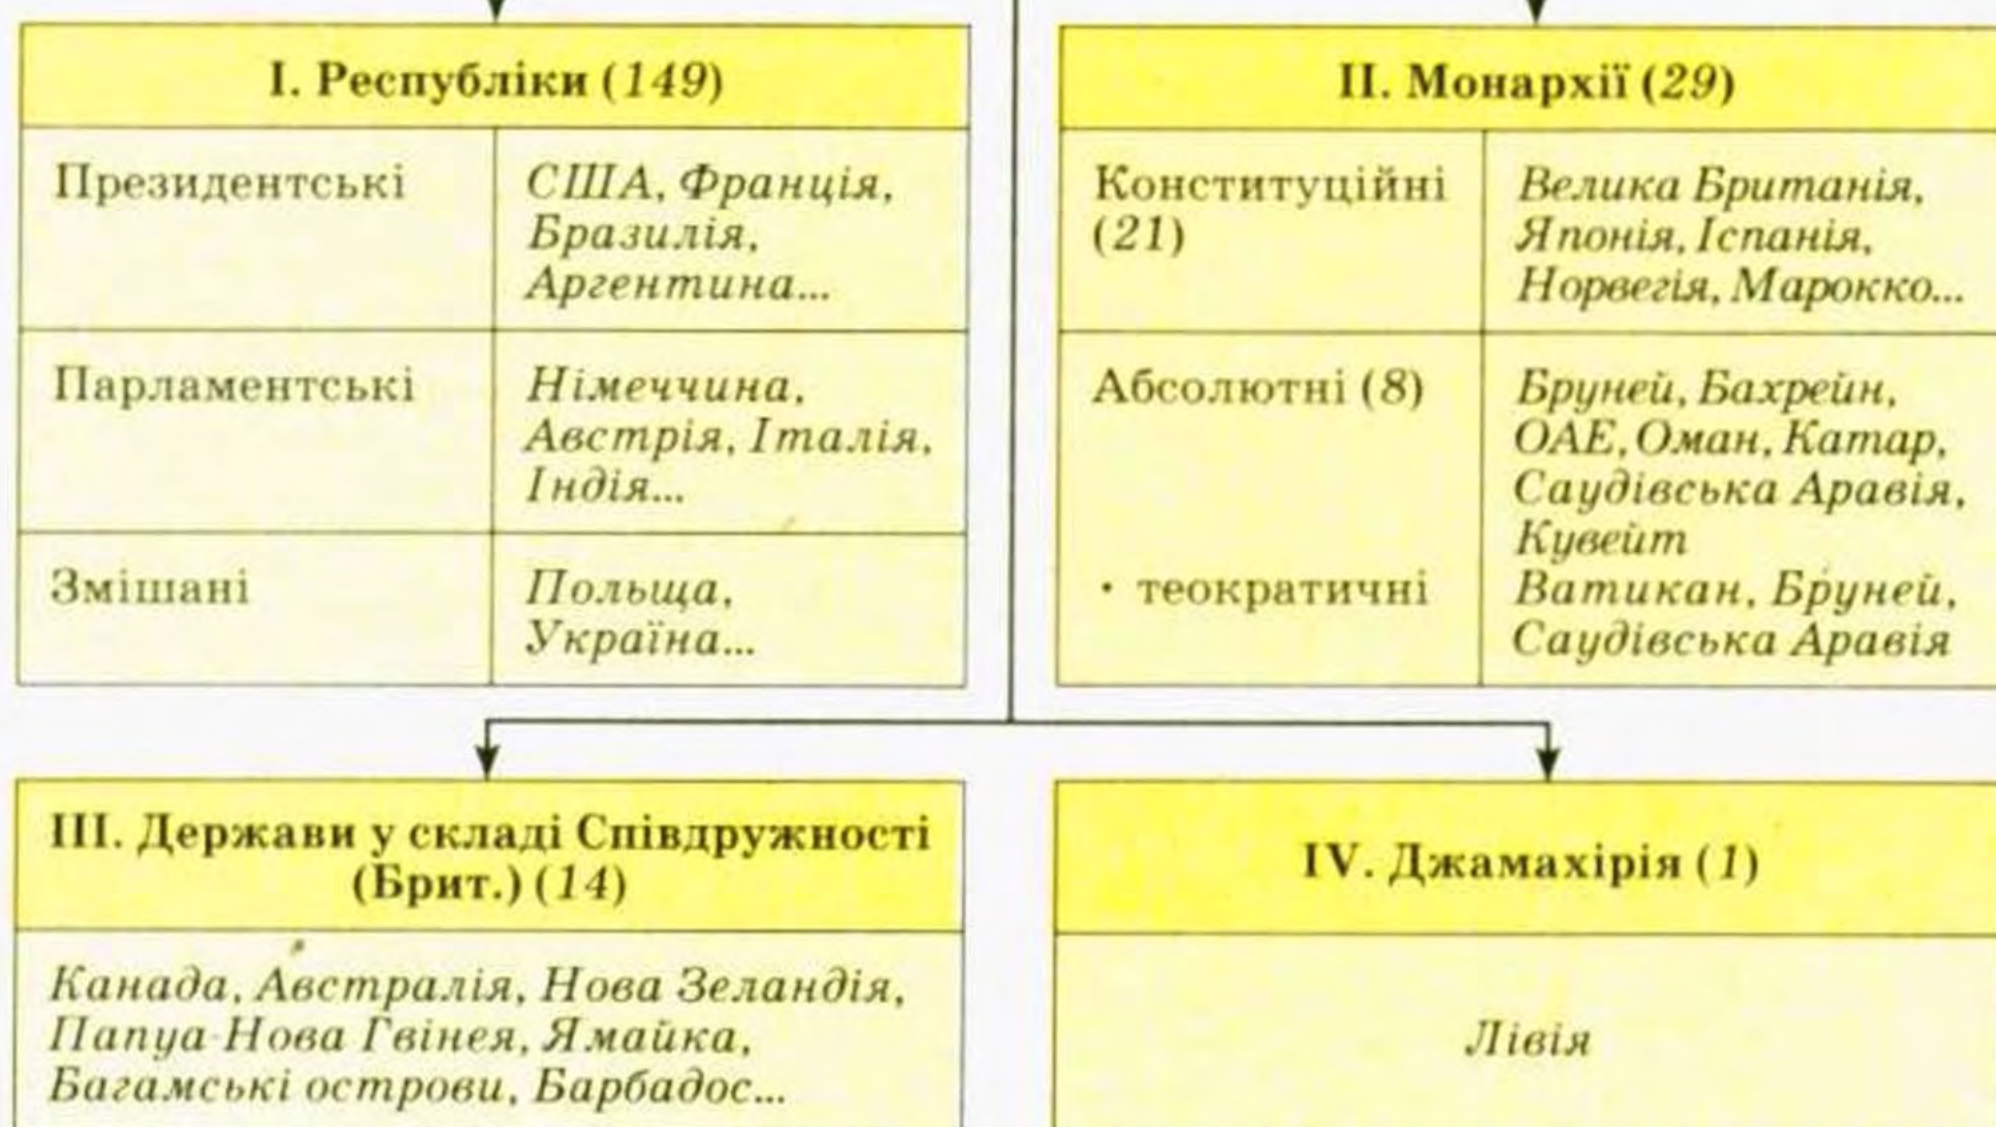 I. Республіки (149)
Президентські
США, Франція,
Бразилія,
Аргентина...
Парламентські
Німеччина,
Австрія, Італія,
Індія...
Змішані
Польща,
Україна...
II. Монархії (29)
Конституційні
(21)
Велика Британія,
Японія, Іспанія,
Норвегія, Марокко...
Абсолютні (8)
Бруней, Бахрейн,
ОАЕ, Оман, Катар,
Саудівська Аравія,
Кувейт
• теократичні
Ватикан, Бруней,
Саудівська Аравія
III. Держави у складі Співдружності
(Брит.) (14)
Канада, Австралія, Нова Зеландія,
Папуа-Нова Гвінея, Ямайка,
Багамські острови, Барбадос...
IV. Джамахірія (1)
Лівія